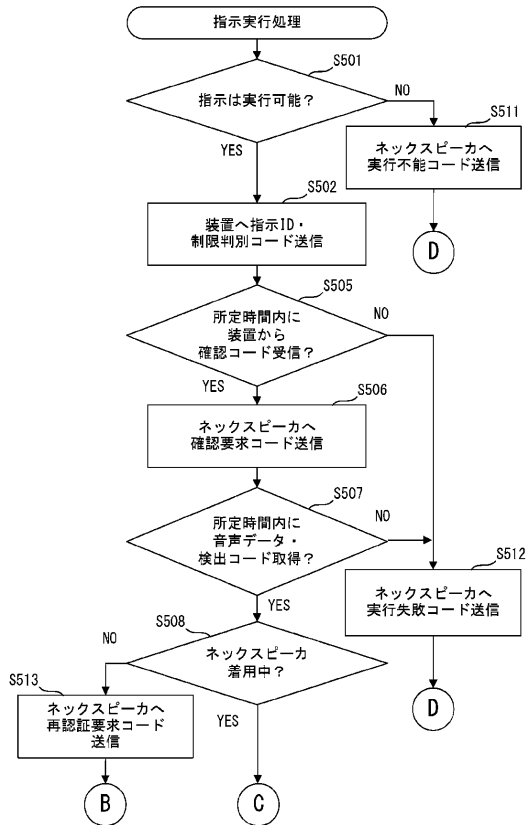 指示実行処理
S501
指示は実行可能？
NO
S511
YES
ネックスピーカへ
実行不能コード送信
S502
D
装置へ指示ID・
制限判別コード送信
S505
所定時間内に
装置から
確認コード受信？
NO
YES
S506
ネックスピーカへ
確認要求コード送信
S507
所定時間内に
音声データ・
検出コード取得？
NO
S512
YES
ネックスピーカへ
実行失敗コード送信
S508
NO
ネックスピーカ
着用中？
D
S513
ネックスピーカへ
再認証要求コード
送信
YES
B
C